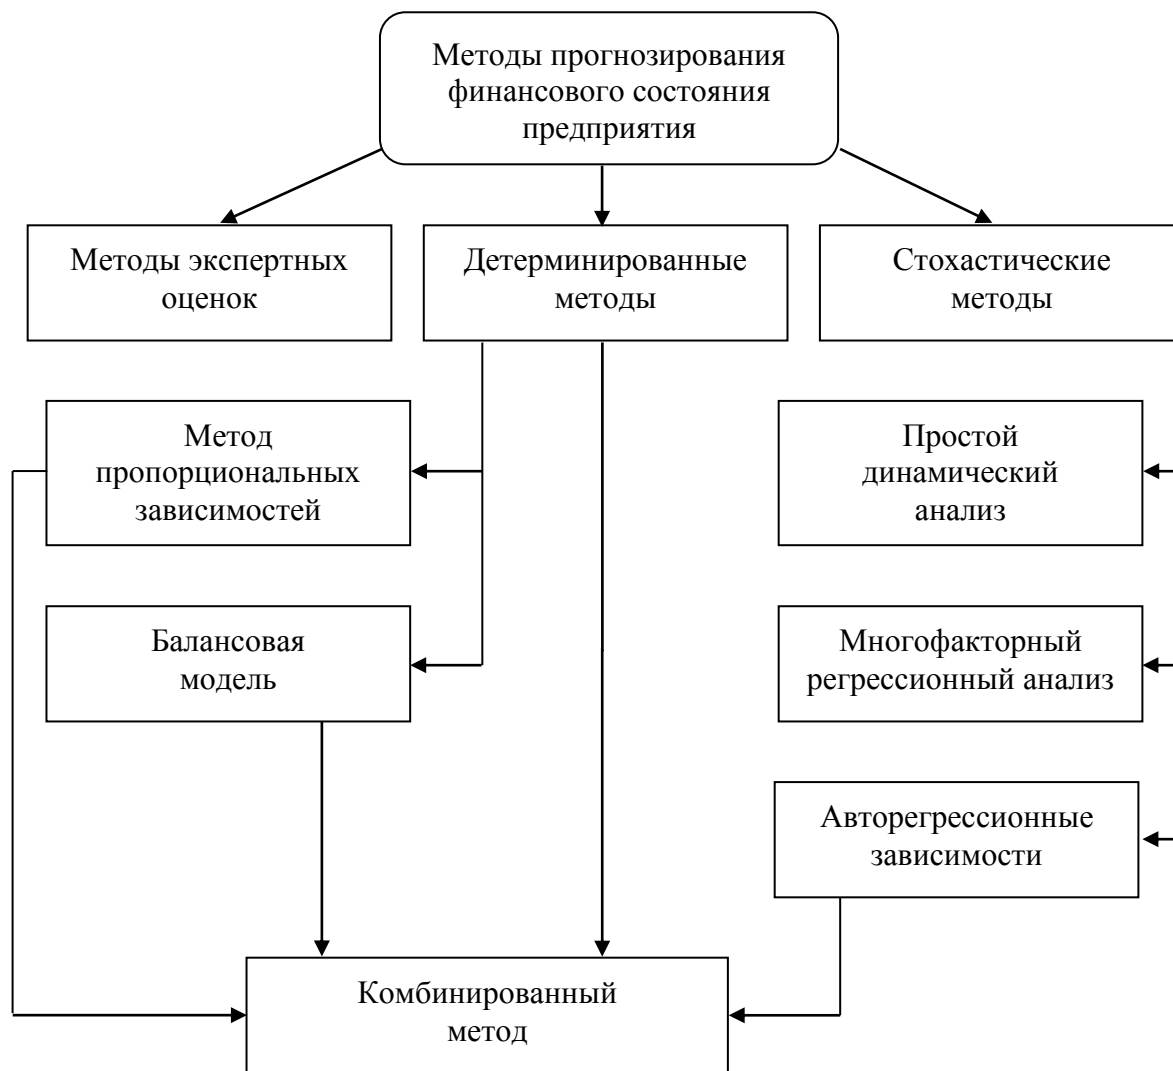 Методы прогнозирования
финансового состояния
предприятия
Методы экспертных
оценок
Детерминированные
методы
Стохастические
методы
Метод
пропорциональных
зависимостей
Простой
динамический
анализ
Балансовая
модель
Многофакторный
регрессионный анализ
Авторегрессионные
зависимости
Комбинированный
метод